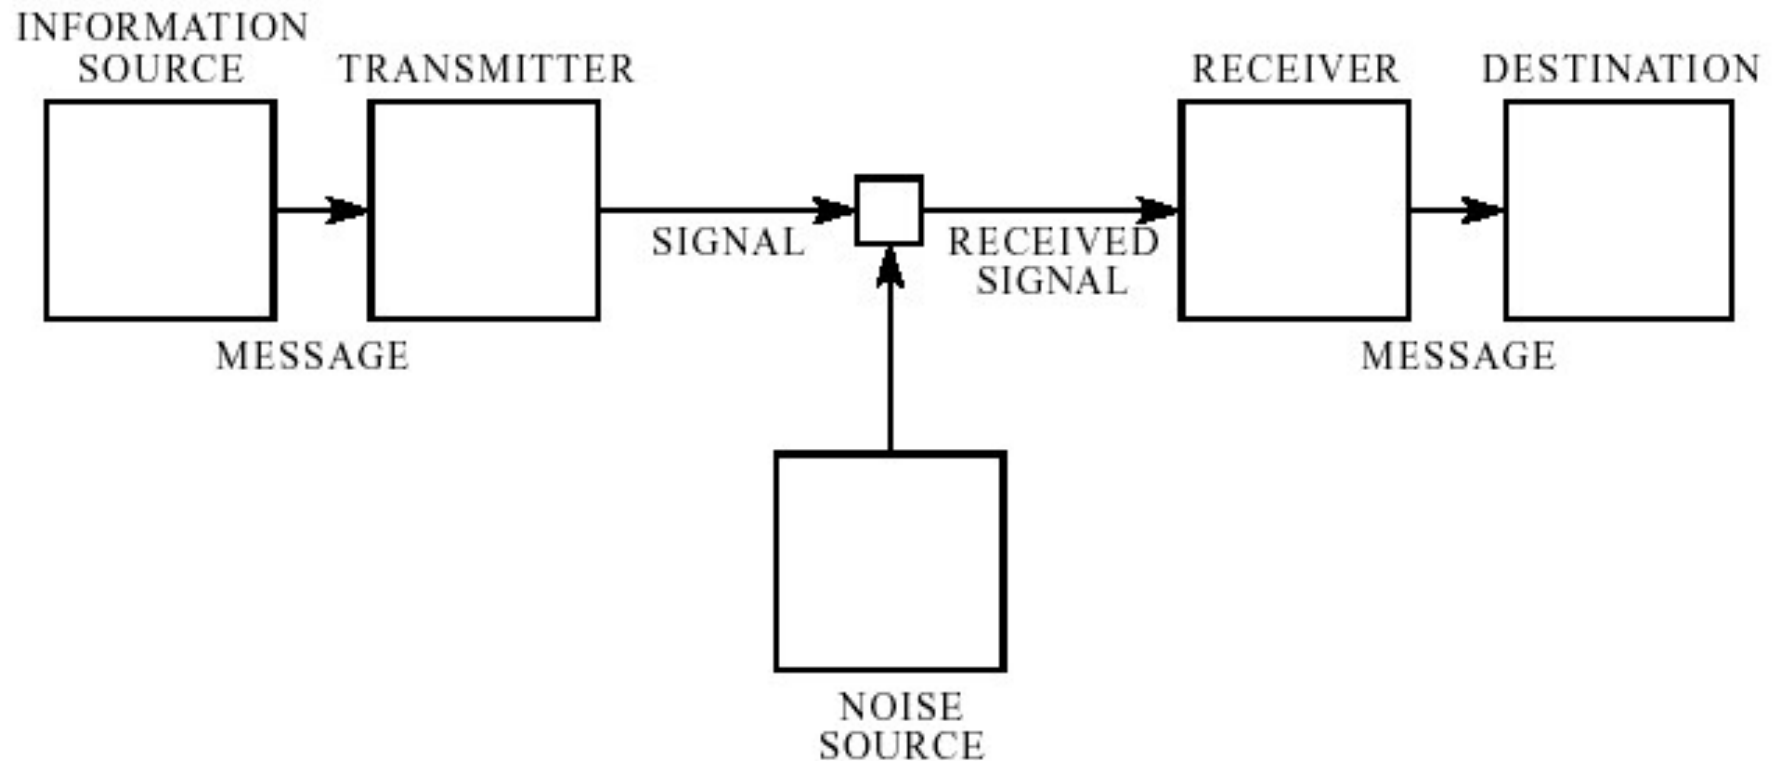 INFORMATION
SOURCE
TRANSMITTER
RECEIVER
DESTINATION
SIGNAL
RECEIVED
SIGNAL
MESSAGE
MESSAGE
NOISE
SOURCE